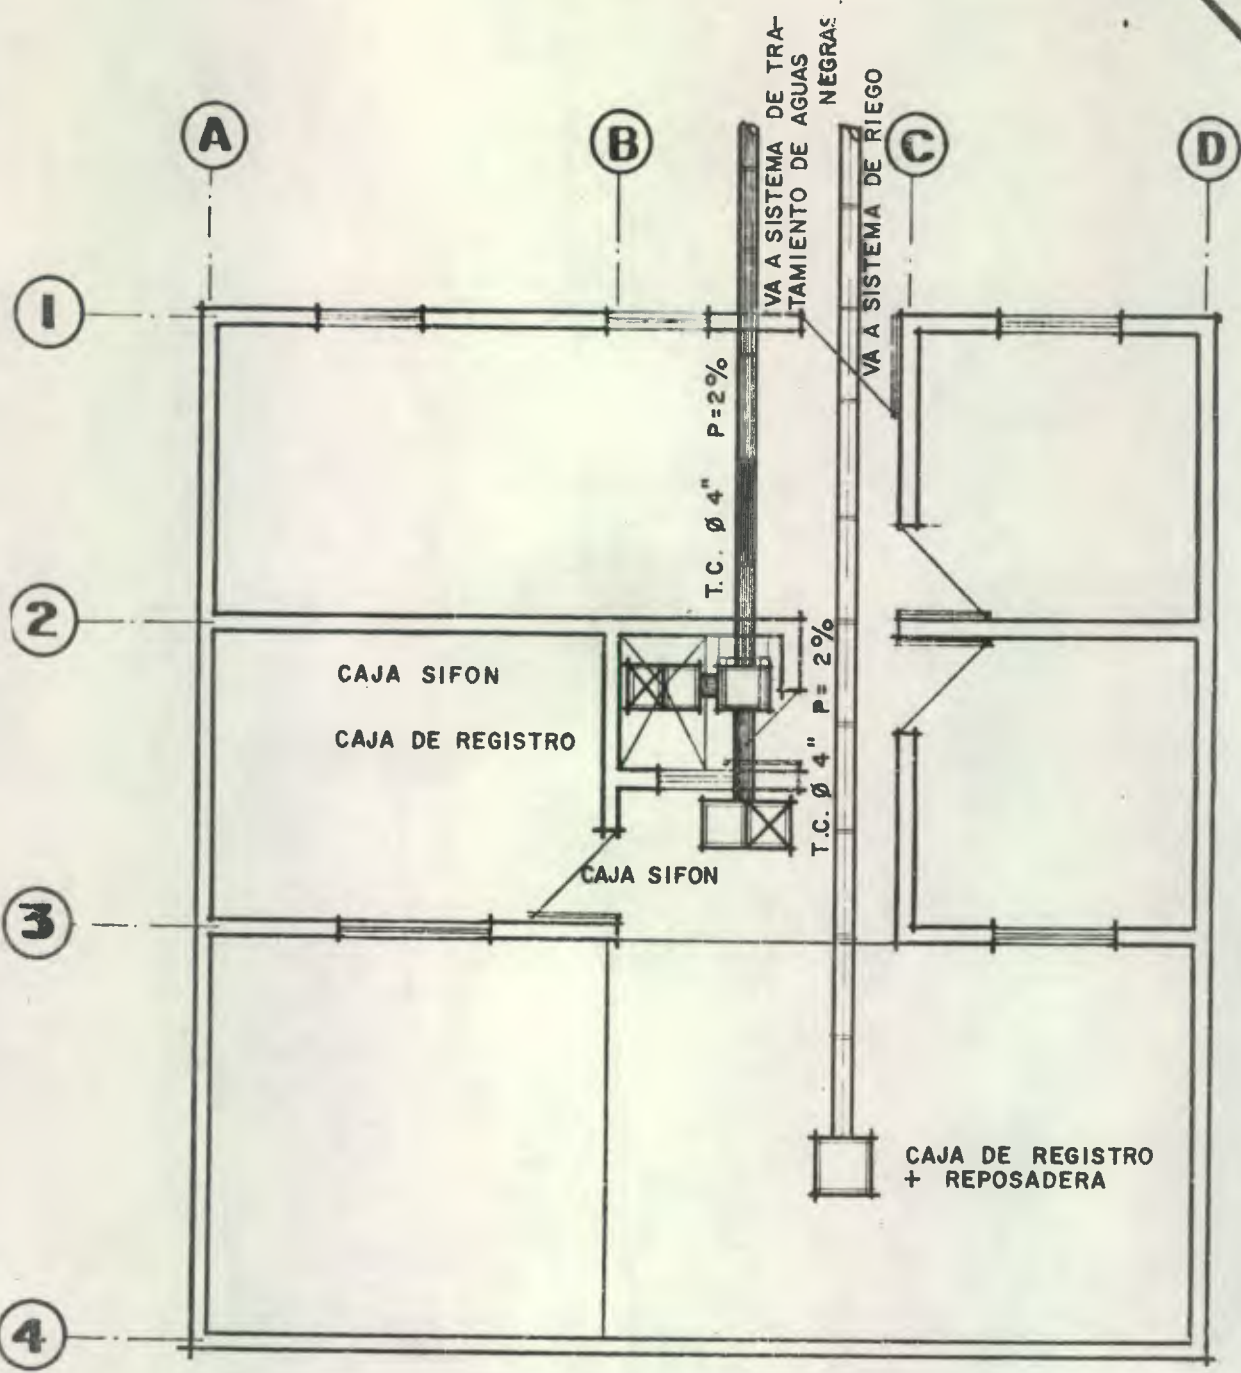 A
B
C
D
VA A SISTEMA DE TRA-
TAMIENTO DE AGUAS
NEGRAS
VA A SISTEMA DE RIEGO
1
T.C. Ø 4" P=2%
2
T.C. Ø 4" P= 2%
CAJA SIFON
CAJA DE REGISTRO
CAJA SIFON
3
CAJA DE REGISTRO
+ REPOSADERA
4